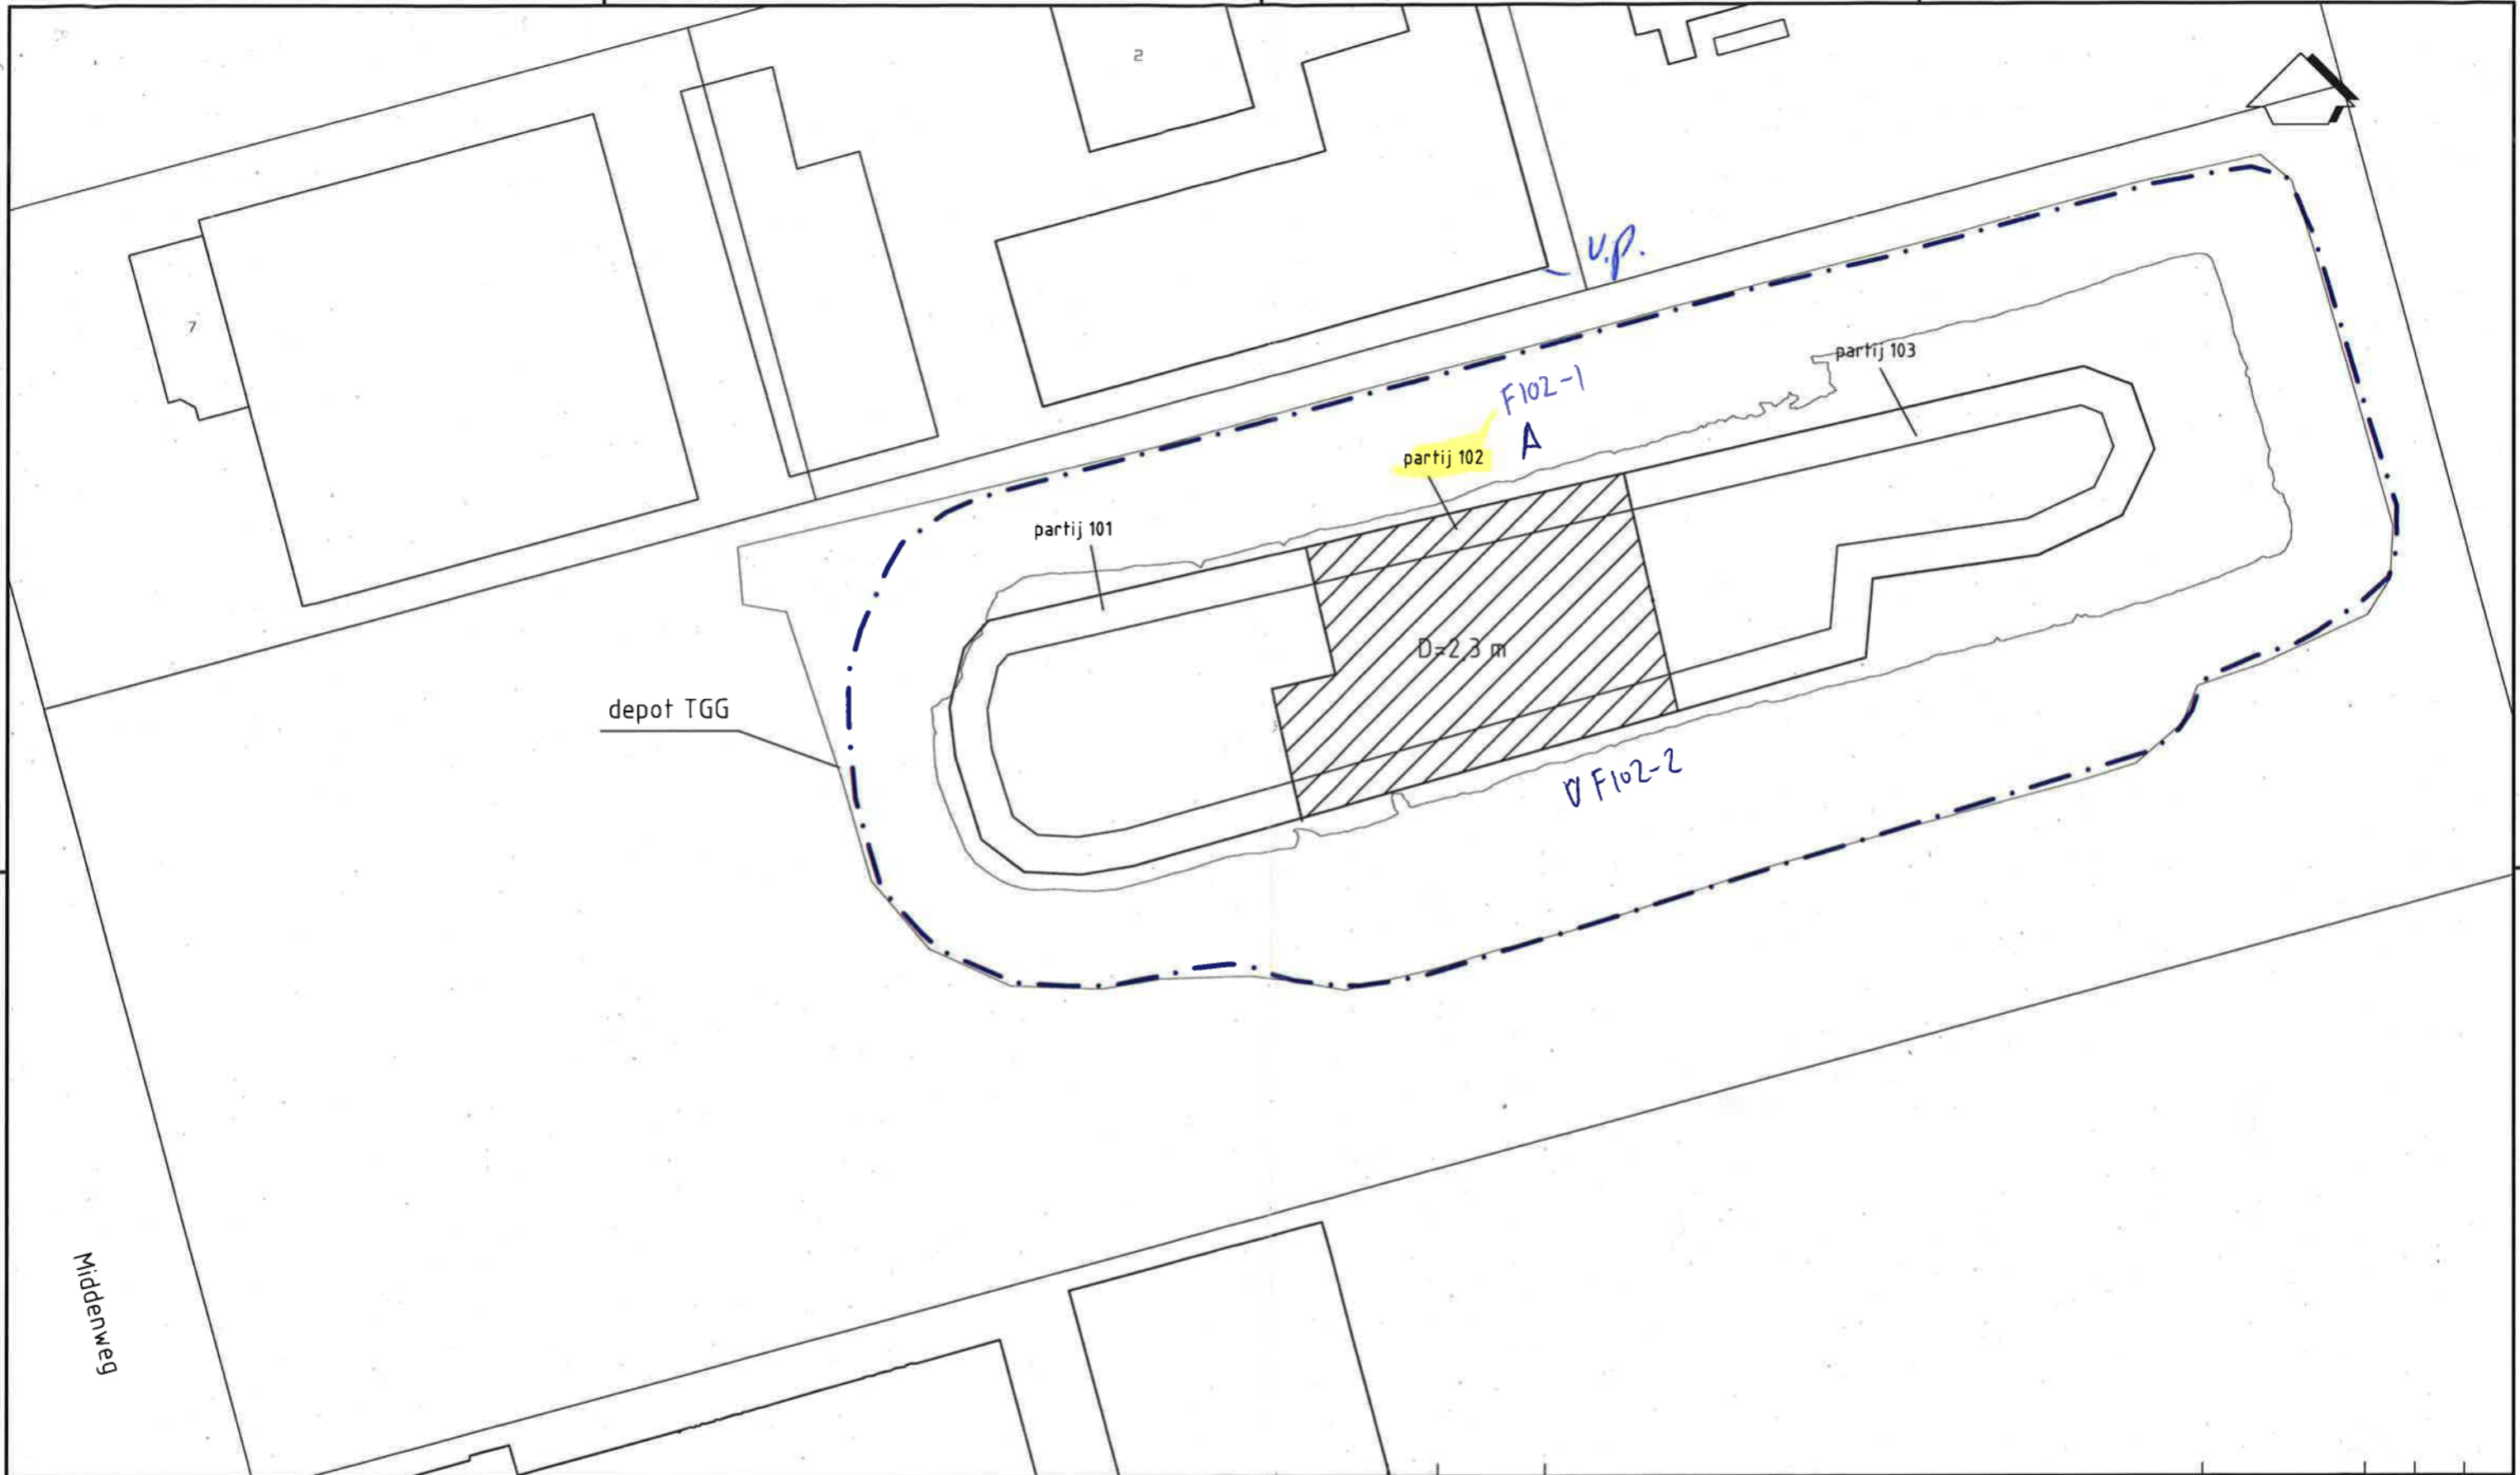 2
7
v.p.
partij 103
F102-1
A
partij 102
partij 101
D=2,3 m
depot TGG
∇ F102-2
Middenweg